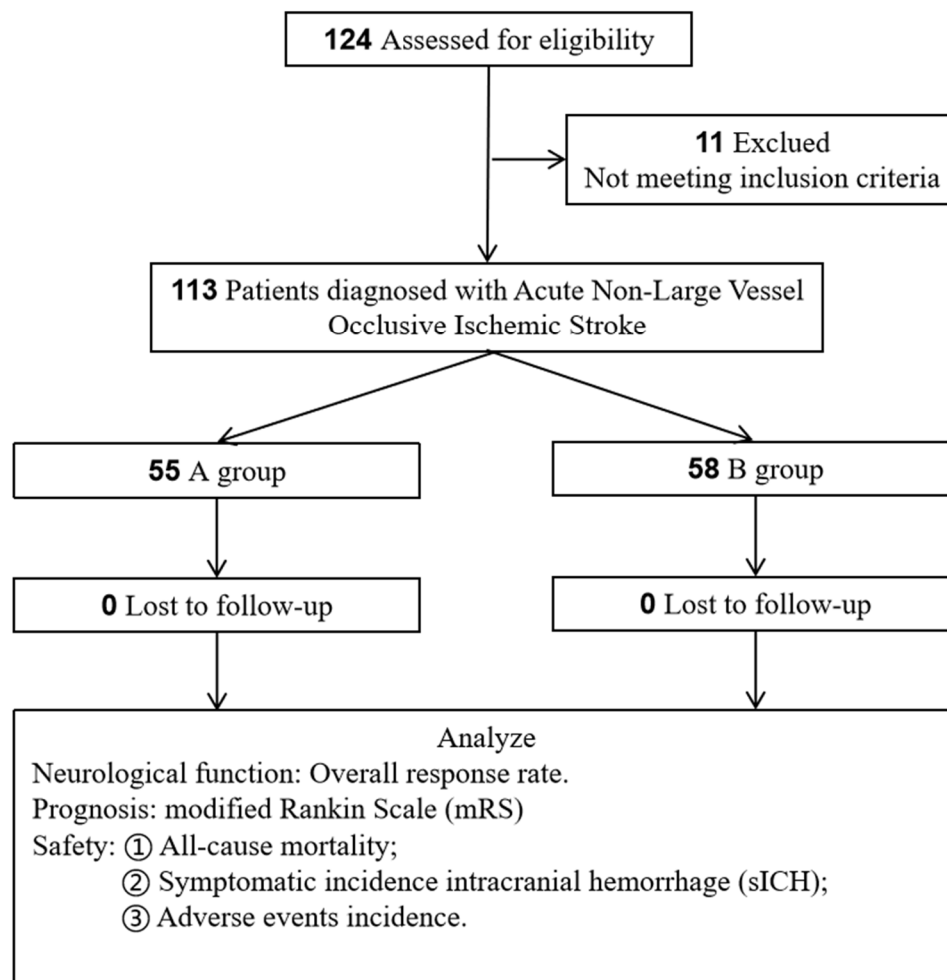 124 Assessed for eligibility
11 Exclued
Not meeting inclusion criteria
113 Patients diagnosed with Acute Non-Large Vessel
Occlusive Ischemic Stroke
55 A group
58 B group
0 Lost to follow-up
0 Lost to follow-up
Analyze
Neurological function: Overall response rate.
Prognosis: modified Rankin Scale (mRS)
Safety: ① All-cause mortality;
② Symptomatic incidence intracranial hemorrhage (sICH);
③ Adverse events incidence.